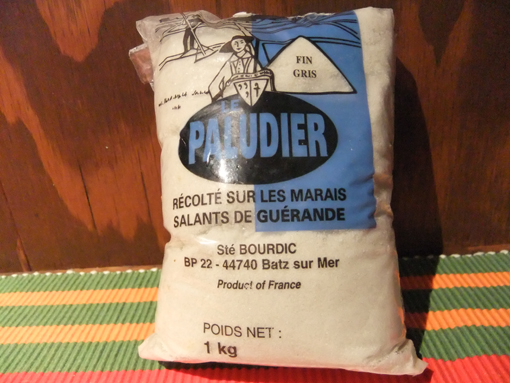 FIN
GRIS
LE
PALUDIER
RÉCOLTÉ SUR LES MARAIS
SALANTS DE GUÉRANDE
Sté BOURDIC
BP 22 - 44740 Batz sur Mer
Product of France
POIDS NET :
1 kg